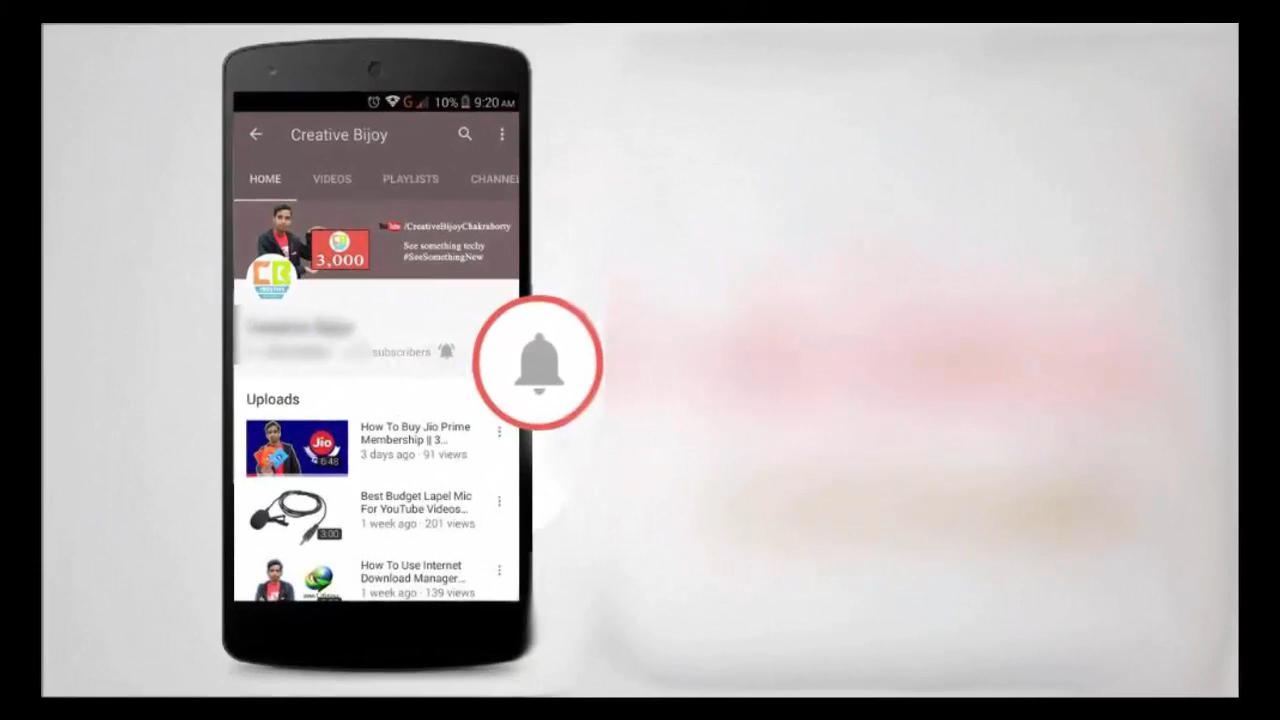 10% 9:20 AM
Creative Bijoy
HOME VIDEOS PLAYLISTS CHANNEL
/CreativeBijoyChakraborty
See something techy
#SeeSomethingNew
3,000
CB
subscribers
Uploads
How To Buy Jio Prime
Membership || 3...
3 days ago · 91 views
Jio
6:48
Best Budget Lapel Mic
For YouTube Videos...
1 week ago · 201 views
3:00
How To Use Internet
Download Manager...
1 week ago · 139 views